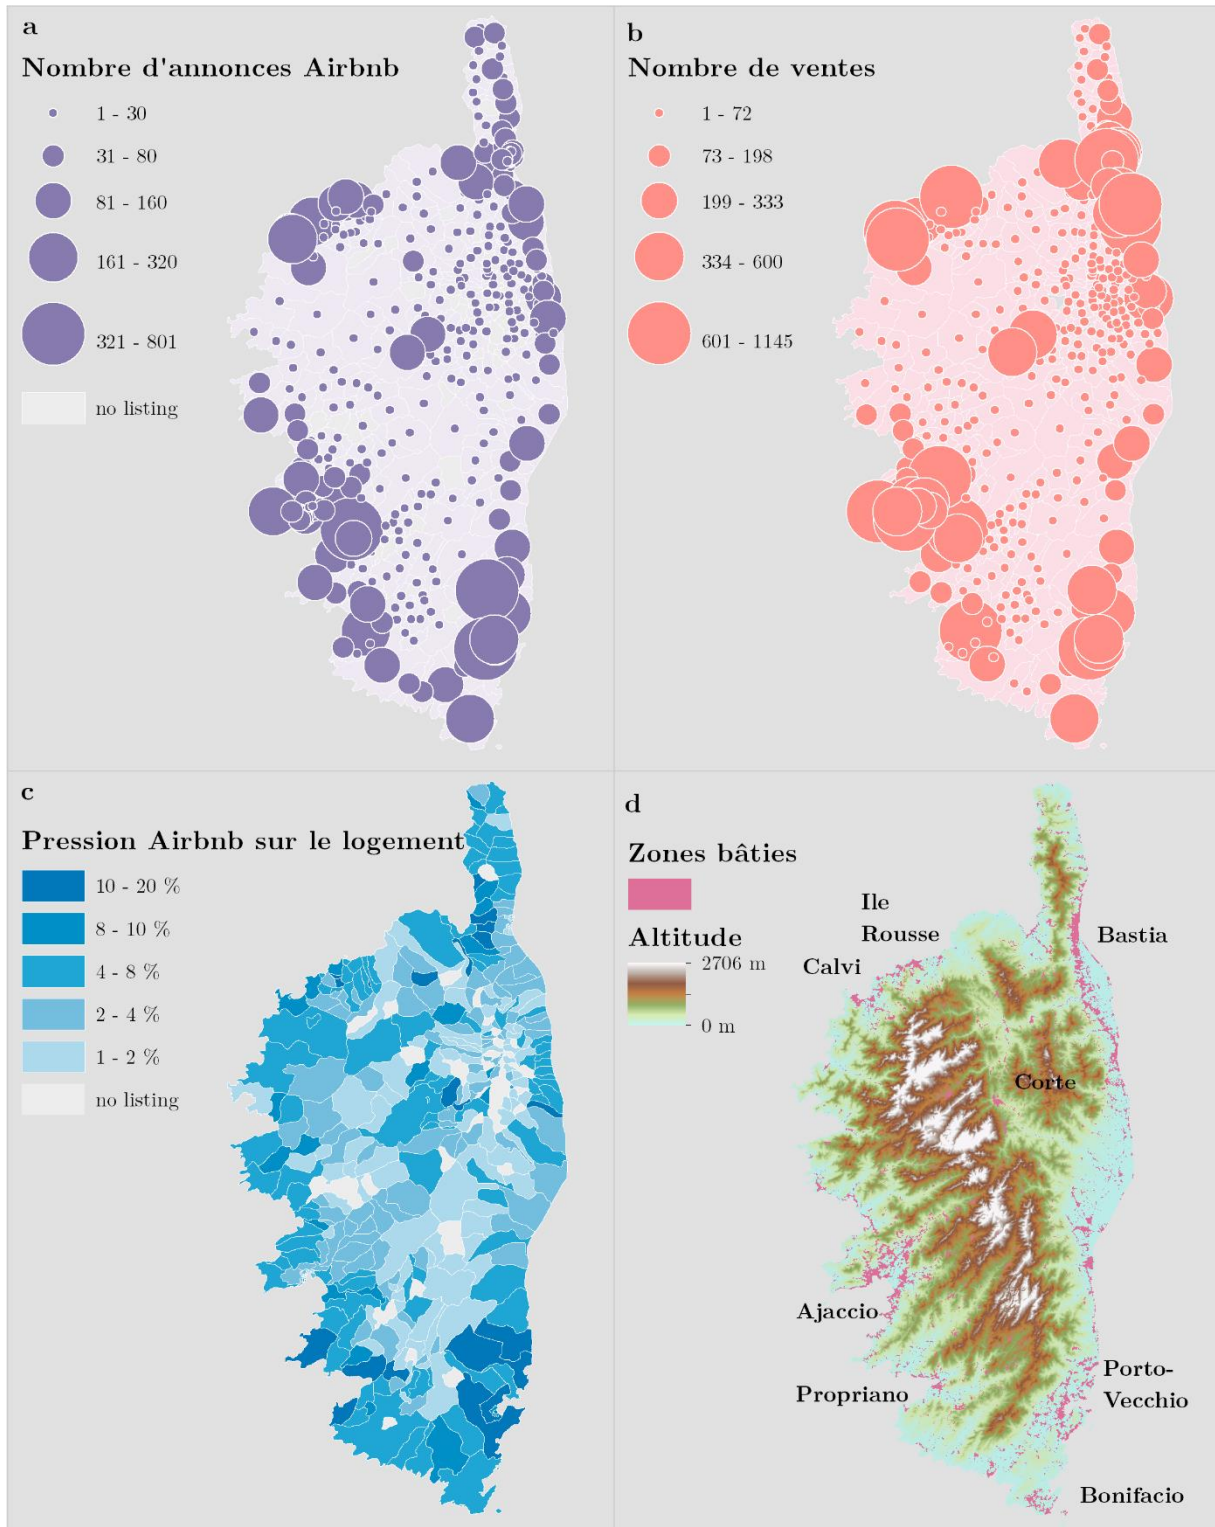 a
Nombre d'annonces Airbnb
1 - 30
31 - 80
81 - 160
161 - 320
321 - 801
no listing
b
Nombre de ventes
1 - 72
73 - 198
199 - 333
334 - 600
601 - 1145
c
Pression Airbnb sur le logement
10 - 20 %
8 - 10 %
4 - 8 %
2 - 4 %
1 - 2 %
no listing
d
Zones bâties
Altitude
2706 m
0 m
Ile
Rousse
Calvi
Bastia
Corte
Ajaccio
Propriano
Porto-
Vecchio
Bonifacio